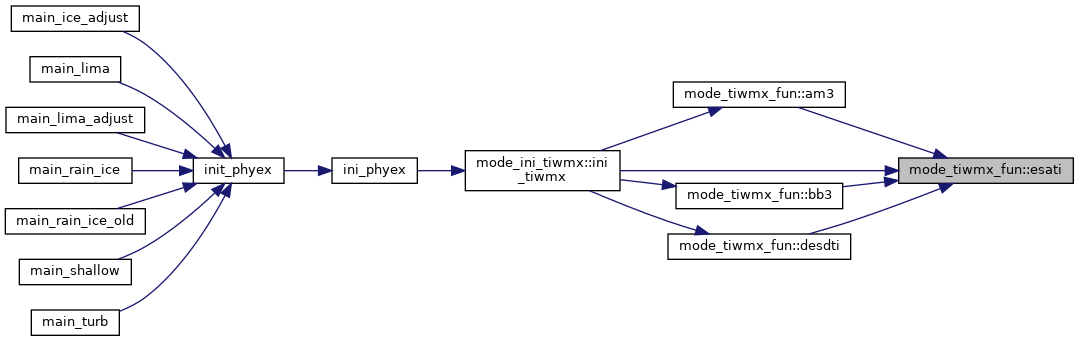 main_ice_adjust
main_lima
main_lima_adjust
main_rain_ice
main_rain_ice_old
main_shallow
main_turb
init_phyex
ini_phyex
mode_ini_tiwmx::ini
_tiwmx
mode_tiwmx_fun::am3
mode_tiwmx_fun::bb3
mode_tiwmx_fun::desdti
mode_tiwmx_fun::esati